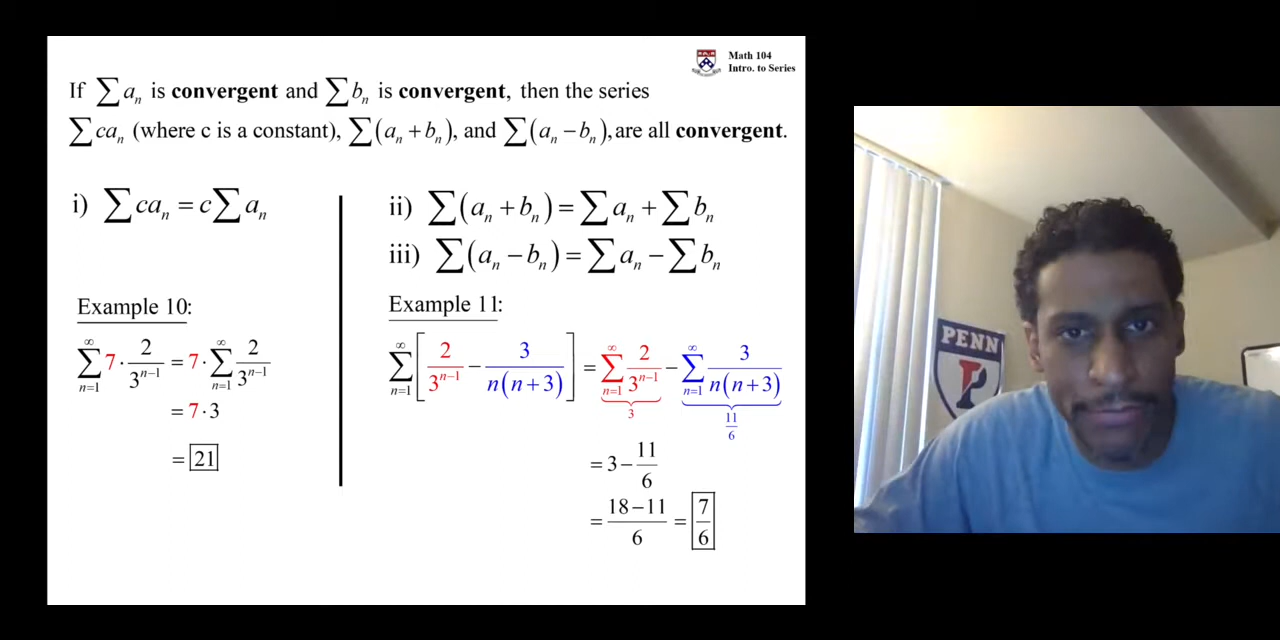 Math 104
Intro. to Series
If ∑aₙ is convergent and ∑bₙ is convergent, then the series
∑caₙ (where c is a constant), ∑(aₙ + bₙ), and ∑(aₙ − bₙ), are all convergent.
i) ∑caₙ = c∑aₙ
ii) ∑(aₙ + bₙ) = ∑aₙ + ∑bₙ
iii) ∑(aₙ − bₙ) = ∑aₙ − ∑bₙ
Example 10:
∑_{n=1}^{∞} 7 · 2/3^{n−1} = 7 · ∑_{n=1}^{∞} 2/3^{n−1}
= 7 · 3
= 21
Example 11:
∑_{n=1}^{∞} [2/3^{n−1} − 3/(n(n+3))] = ∑_{n=1}^{∞} 2/3^{n−1} − ∑_{n=1}^{∞} 3/(n(n+3))
3 11/6
= 3 − 11/6
= (18−11)/6 = 7/6
PENN
P